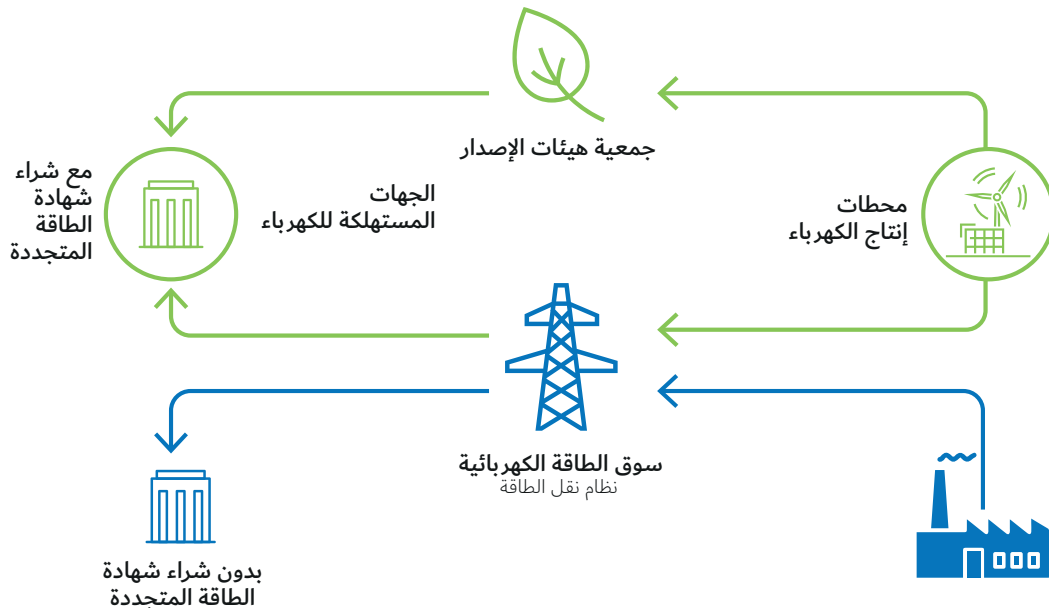 جمعية هيئات الإصدار
محطات
إنتاج الكهرباء
الجهات
المستهلكة للكهرباء
مع شراء
شهادة
الطاقة
المتجددة
سوق الطاقة الكهربائية
نظام نقل الطاقة
بدون شراء شهادة
الطاقة المتجددة